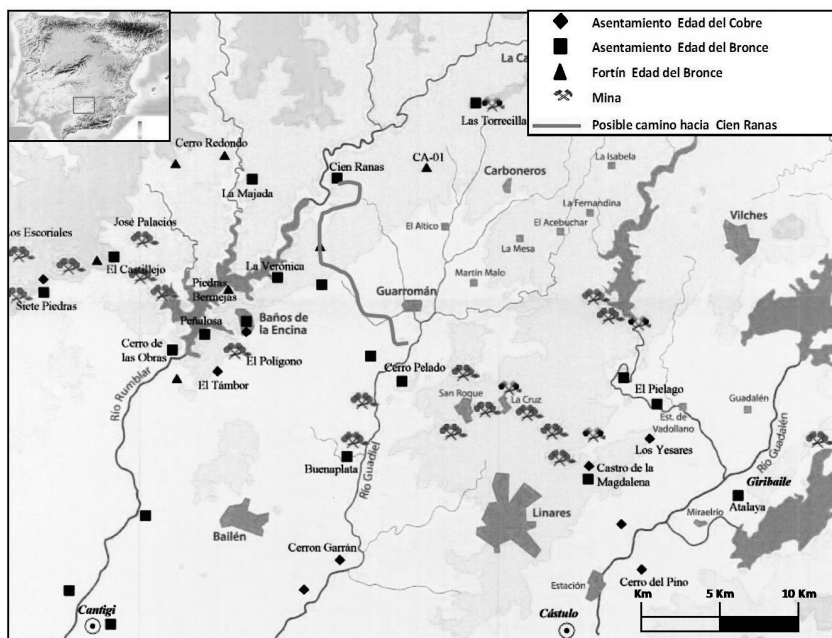 Asentamiento Edad del Cobre
Asentamiento Edad del Bronce
Fortín Edad del Bronce
Mina
Posible camino hacia Cien Ranas
La Ca
Las Torrecilla
Cerro Redondo
Cien Ranas
CA-01
La Isabela
Carboneros
La Majada
La Fernandina
José Palacios
El Altico
El Acebuchar
Vilches
Los Escoriales
La Mesa
El Castillejo
La Verónica
Martín Malo
Piedras
Bermejas
Guarromán
Siete Piedras
Baños de
la Encina
Peñalosa
Cerro de
las Obras
El Polígono
El Támbor
Cerro Pelado
El Pielago
Río Rumblar
San Roque
La Cruz
Guadalén
Est. de
Vadollano
Los Yesares
Río Guadalén
Buenaplata
Río Guadiel
Castro de la
Magdalena
Giribaile
Atalaya
Linares
Miraelrío
Bailén
Cerron Garrán
Estación
Cerro del Pino
Km
5 Km
10 Km
Cantigi
Cástulo